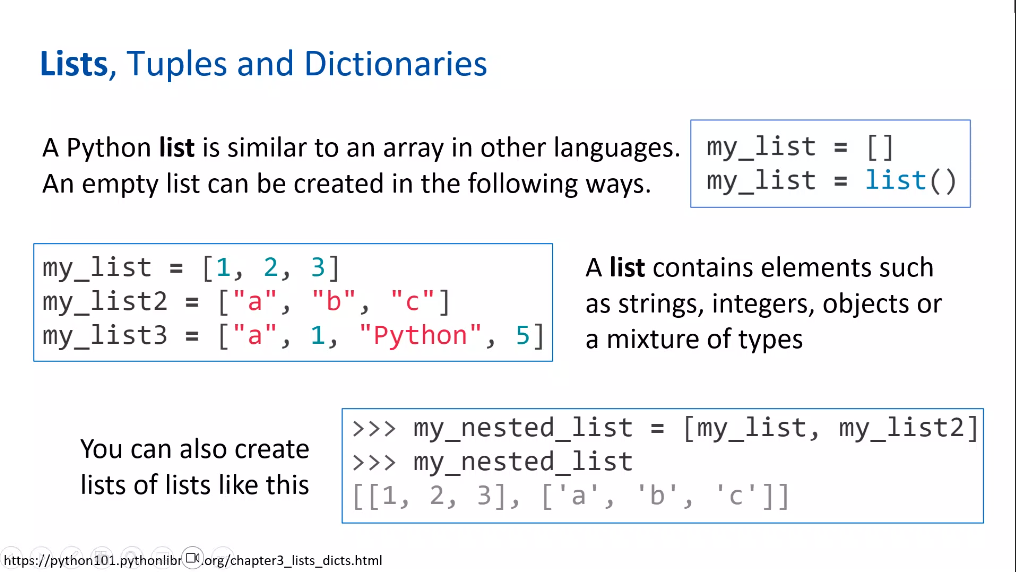 Lists, Tuples and Dictionaries
A Python list is similar to an array in other languages.
An empty list can be created in the following ways.
my_list = []
my_list = list()
my_list = [1, 2, 3]
my_list2 = ["a", "b", "c"]
my_list3 = ["a", 1, "Python", 5]
A list contains elements such
as strings, integers, objects or
a mixture of types
You can also create
lists of lists like this
>>> my_nested_list = [my_list, my_list2]
>>> my_nested_list
[[1, 2, 3], ['a', 'b', 'c']]
https://python101.pythonlibr .org/chapter3_lists_dicts.html